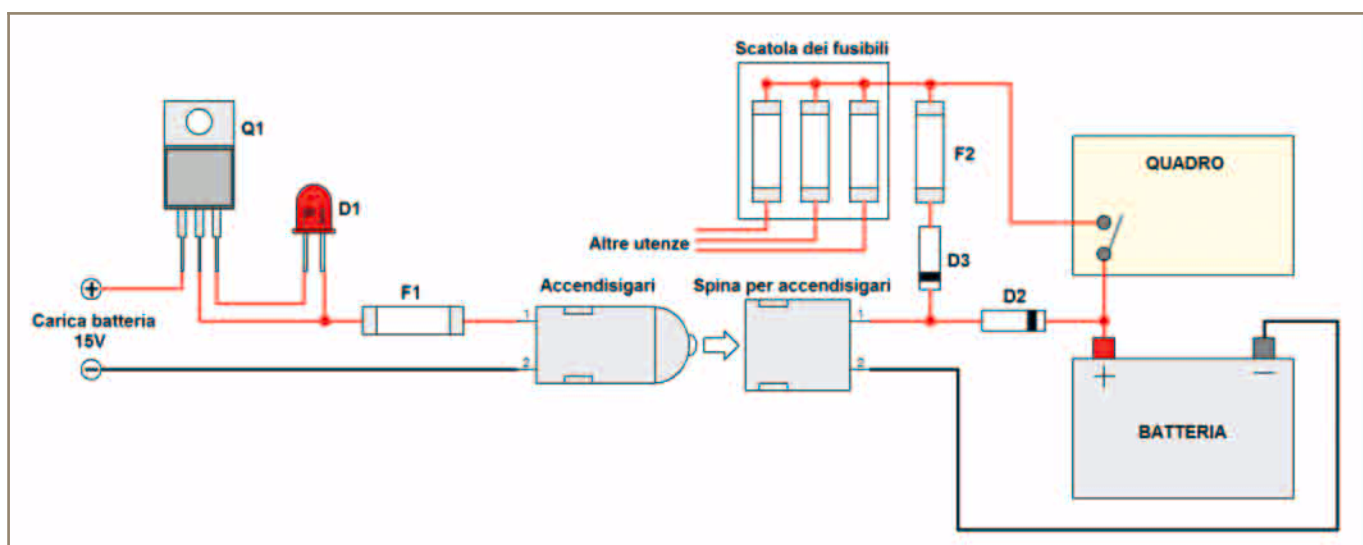 Scatola dei fusibili
Q1
D1
F2
QUADRO
Altre utenze
D3
F1
Accendisigari
Spina per accendisigari
D2
+
Carica batteria
15V
−
1
2
1
2
+
−
BATTERIA